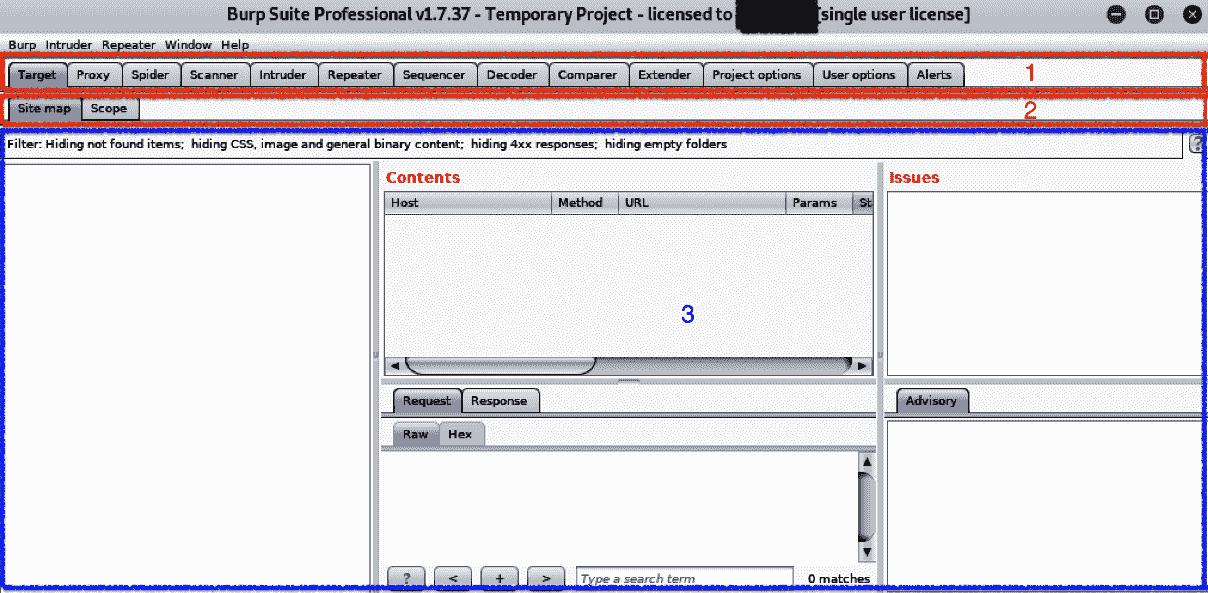 Burp Suite Professional v1.7.37 - Temporary Project - licensed to [single user license]
Burp Intruder Repeater Window Help
Target Proxy Spider Scanner Intruder Repeater Sequencer Decoder Comparer Extender Project options User options Alerts 1
Site map Scope 2
Filter: Hiding not found items; hiding CSS, image and general binary content; hiding 4xx responses; hiding empty folders ?
Contents Issues
Host Method URL Params St
3
Request Response Advisory
Raw Hex
? < + > Type a search term 0 matches